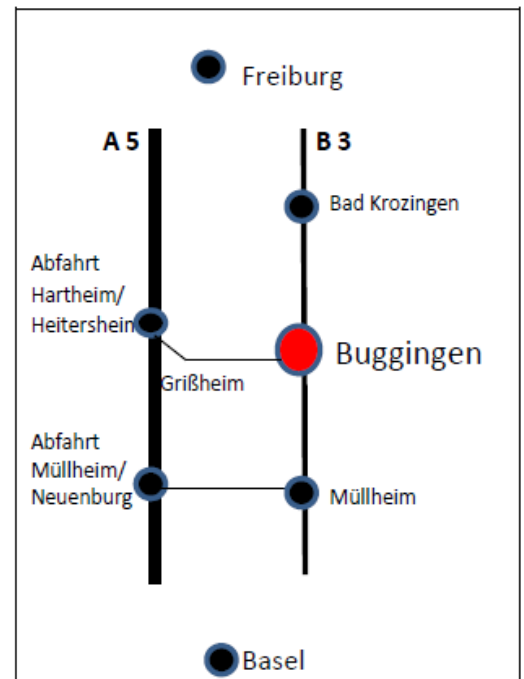 Freiburg
A 5
B 3
Bad Krozingen
Abfahrt
Hartheim/
Heitersheim
Buggingen
Grißheim
Abfahrt
Müllheim/
Neuenburg
Müllheim
Basel